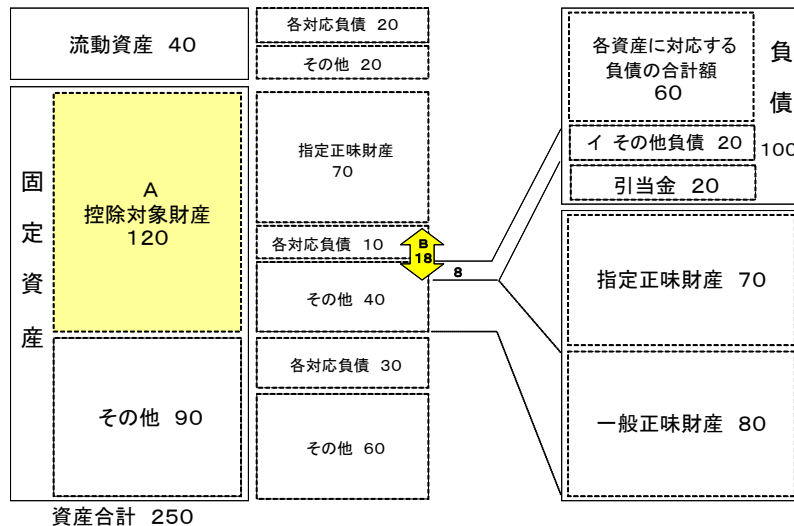 流動資産 40
固定資産
A
控除対象財産
120
その他 90
資産合計 250
各対応負債 20
その他 20
指定正味財産
70
各対応負債 10
その他 40
B
18
8
各対応負債 30
その他 60
各資産に対応する
負債の合計額
60
イ その他負債 20
引当金 20
負債
100
指定正味財産 70
一般正味財産 80